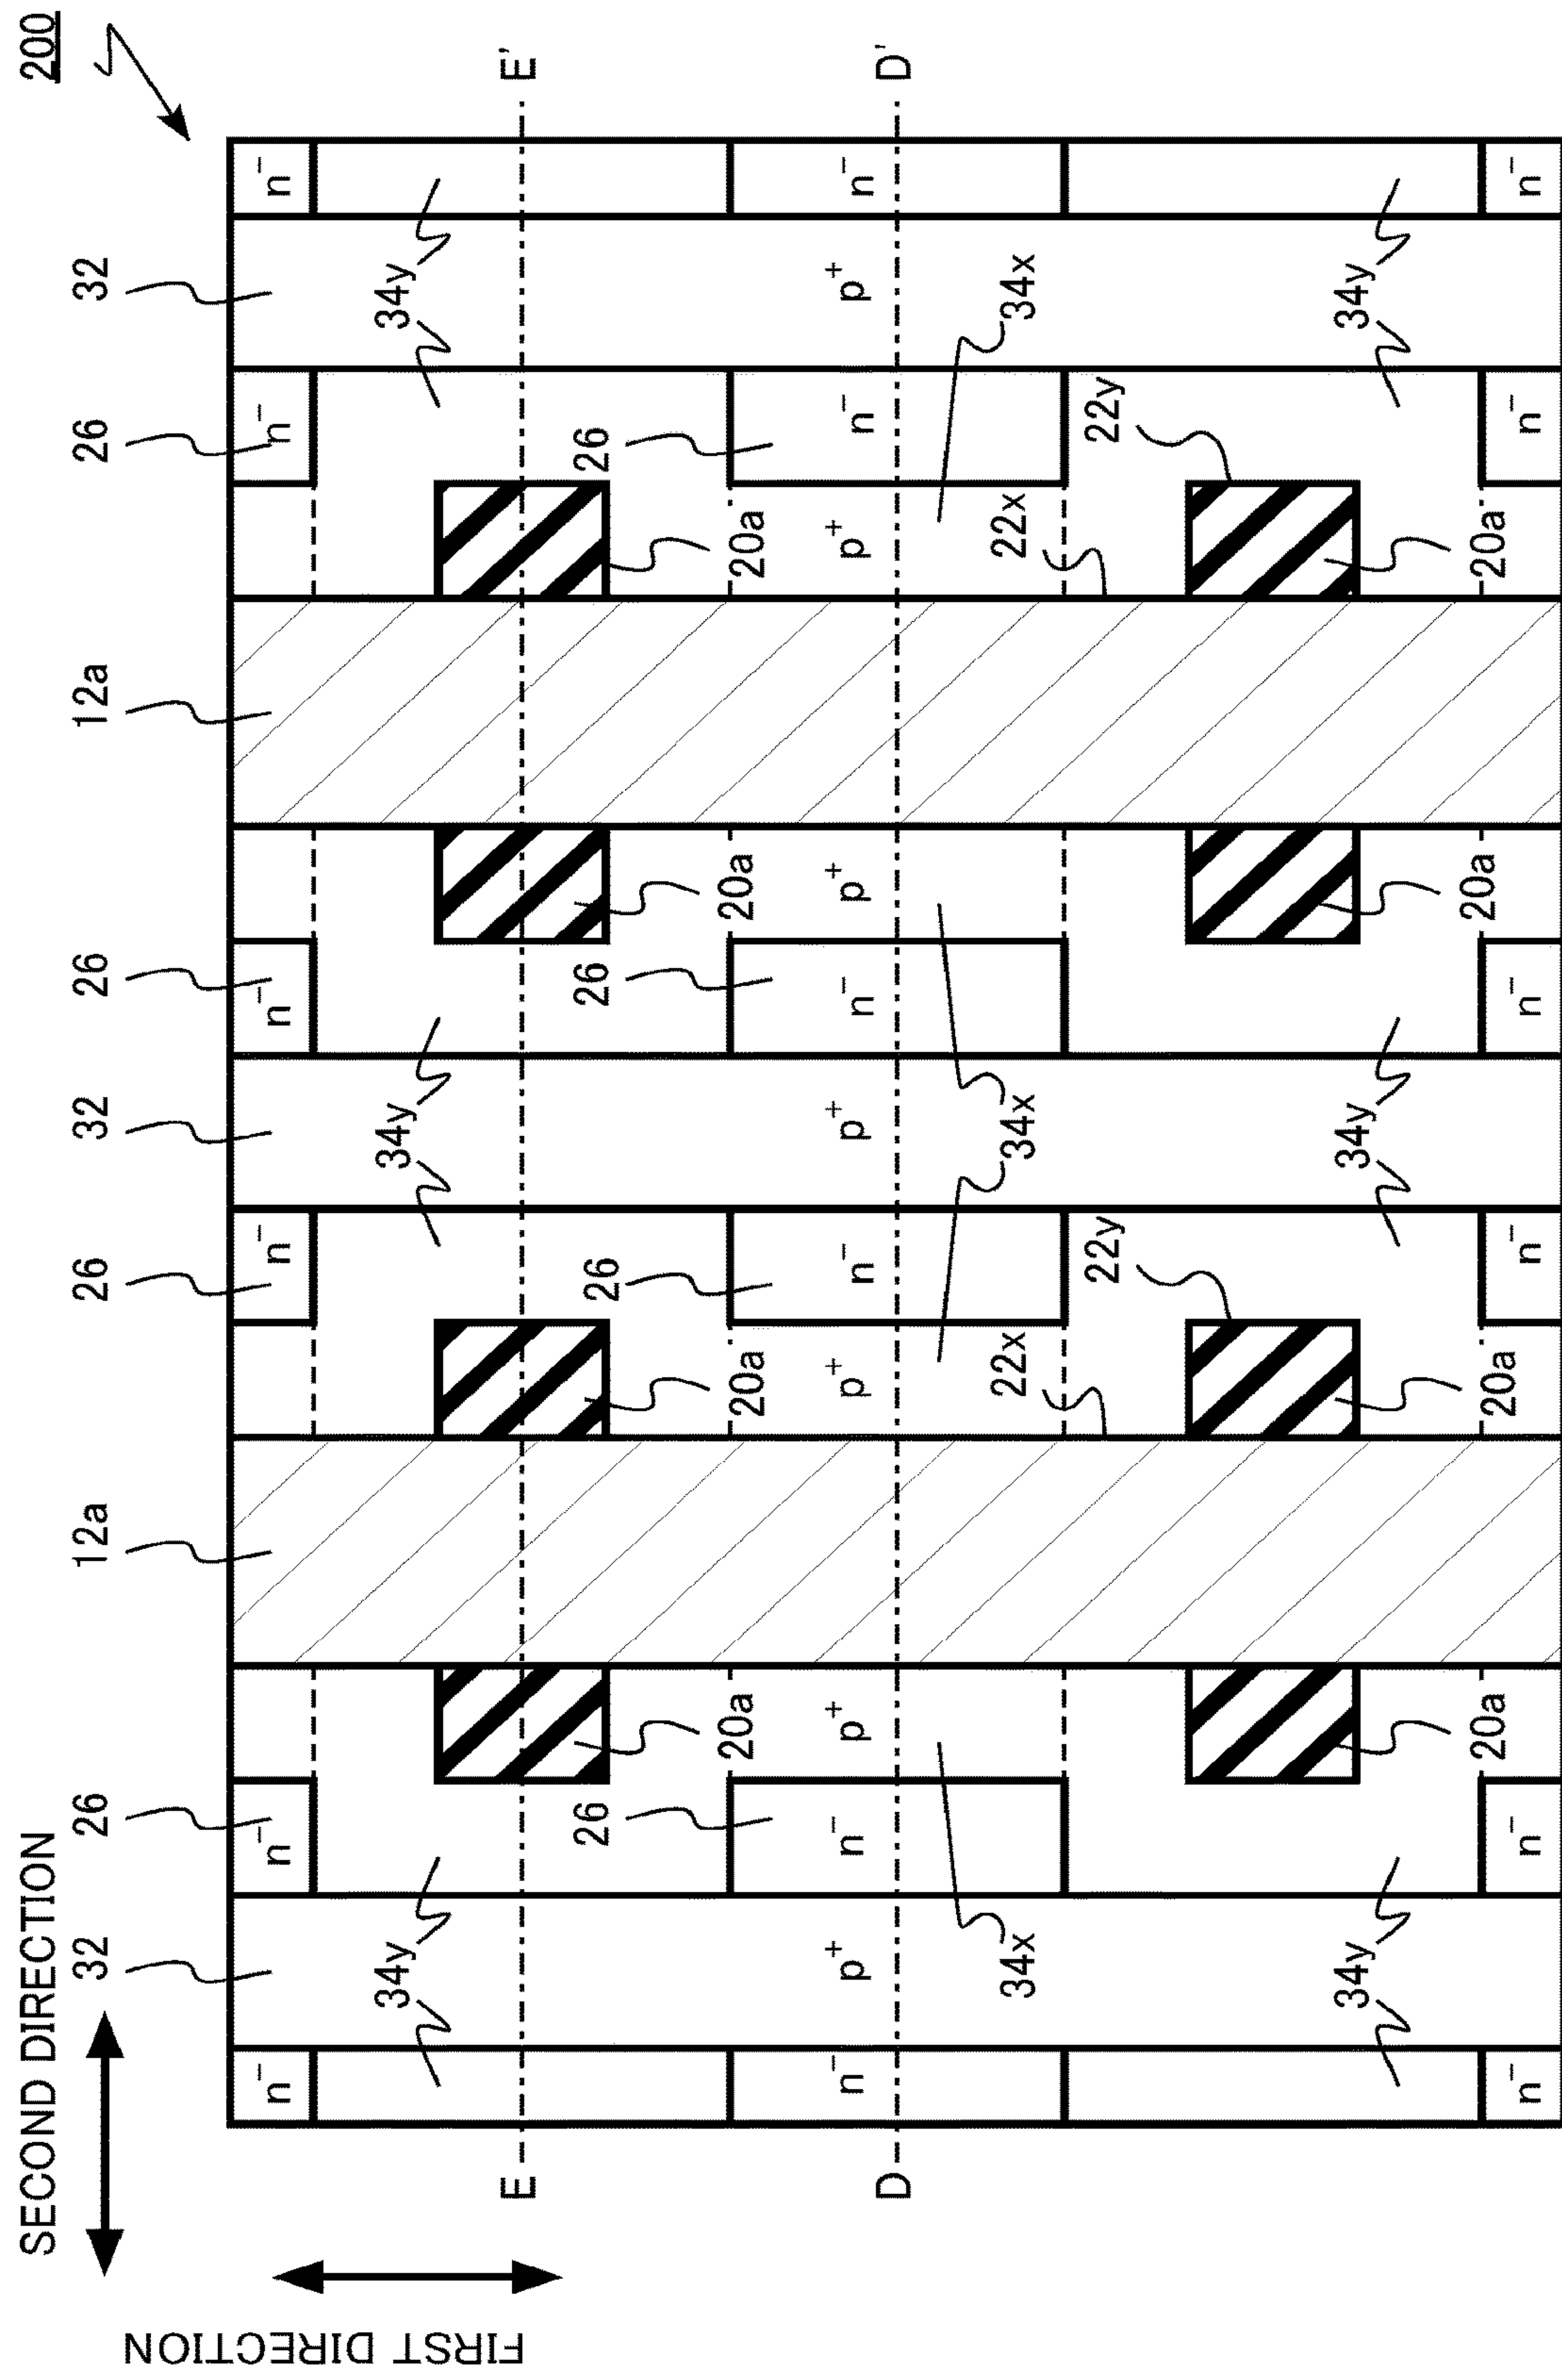 SECOND DIRECTION
200
FIRST DIRECTION
32 26 12a 26 32 26 12a 26 32
n⁻ n⁻ n⁻ n⁻ n⁻ n⁻
34y 34y 34y
E E'
26 26 26 26
20a 20a 20a 20a
n⁻ p⁺ n⁻ p⁺ p⁺ n⁻ p⁺ n⁻ p⁺ p⁺ n⁻ p⁺ n⁻
D D'
34x 22x 34x 22x 34x
22y 22y
34y 34y 34y
20a 20a 20a 20a
n⁻ n⁻ n⁻ n⁻ n⁻ n⁻